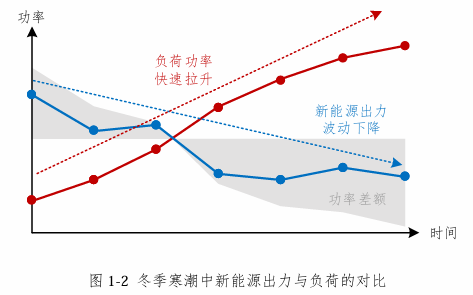 功率
负荷功率
快速拉升
新能源出力
波动下降
功率差额
时间
图 1-2 冬季寒潮中新能源出力与负荷的对比